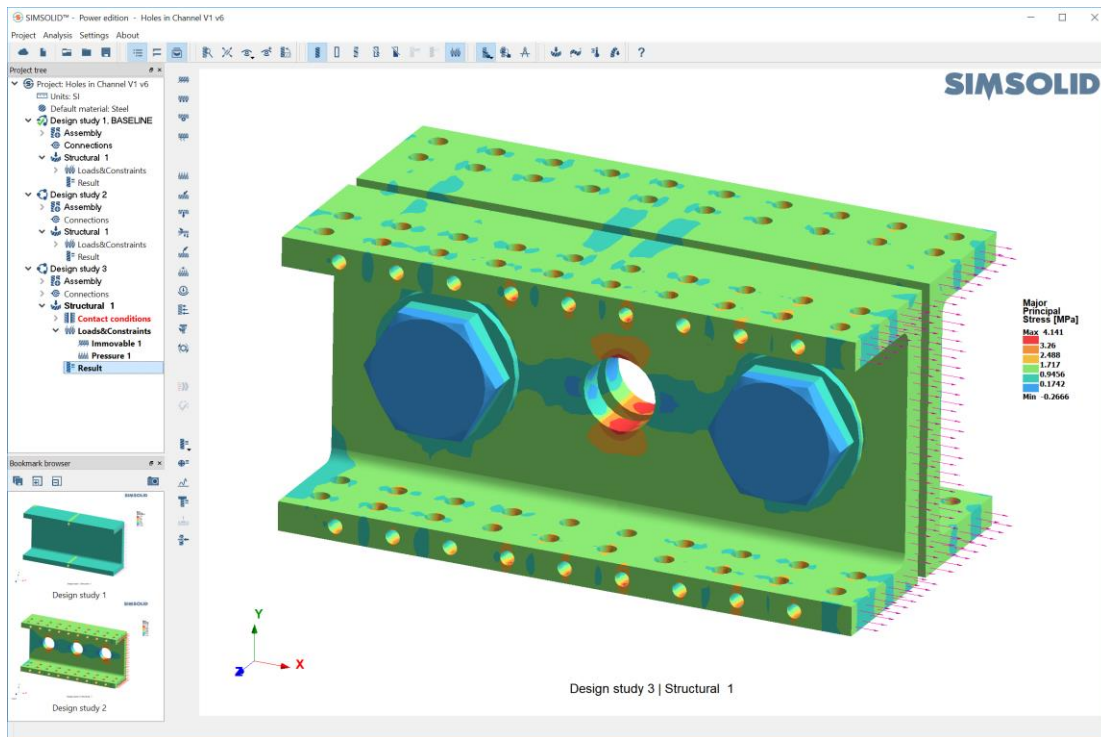 SIMSOLID™ - Power edition - Holes in Channel V1 v6
Project Analysis Settings About
Project tree
Project: Holes in Channel V1 v6
Units: SI
Default material: Steel
Design study 1. BASELINE
Assembly
Connections
Structural 1
Loads&Constraints
Result
Design study 2
Assembly
Connections
Structural 1
Loads&Constraints
Result
Design study 3
Assembly
Connections
Structural 1
Contact conditions
Loads&Constraints
Immovable 1
Pressure 1
Result
Bookmark browser
SIMSOLID
Design study 1
SIMSOLID
Design study 2
SIMSOLID
Major
Principal
Stress [MPa]
Max 4.141
3.26
2.488
1.717
0.9456
0.1742
Min -0.2666
Y
X
Z
Design study 3 | Structural 1